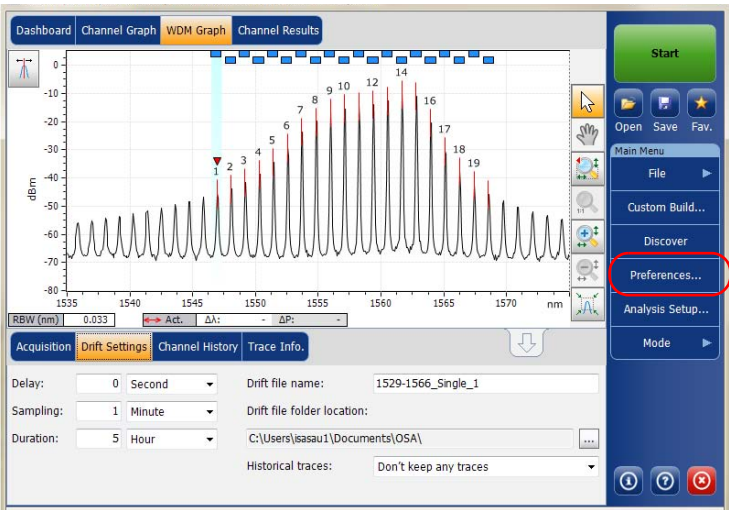 Dashboard Channel Graph WDM Graph Channel Results
0
-10
-20
-30
-40
-50
-60
-70
-80
dBm
1 2 3 4 5 6 7 8 9 10 12 14 16 17 18 19
1535 1540 1545 1550 1555 1560 1565 1570 nm
RBW (nm) 0.033 Act. Δλ: - ΔP: -
1/1
Acquisition Drift Settings Channel History Trace Info.
Delay: 0 Second Drift file name: 1529-1566_Single_1
Sampling: 1 Minute Drift file folder location:
Duration: 5 Hour C:\Users\isasau1\Documents\OSA\ ...
Historical traces: Don't keep any traces
Start
Open Save Fav.
Main Menu
File
Custom Build...
Discover
Preferences...
Analysis Setup...
Mode